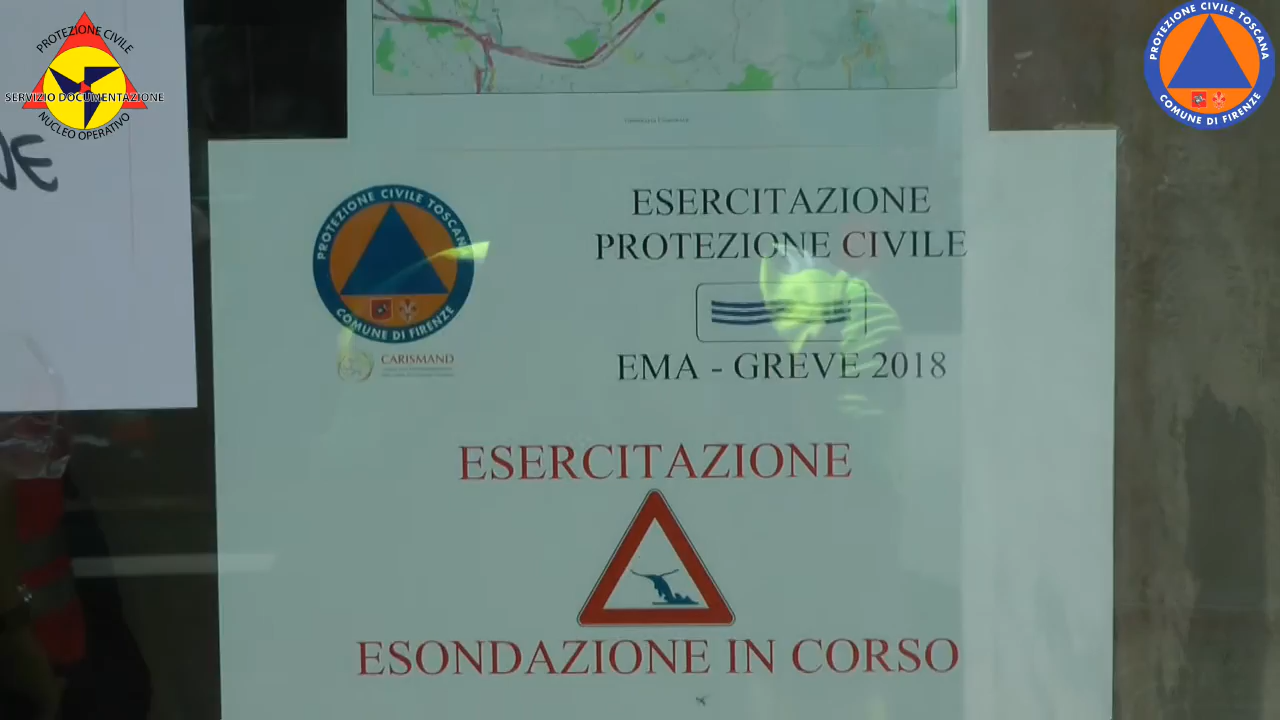 PROTEZIONE CIVILE
SERVIZIO DOCUMENTAZIONE
NUCLEO OPERATIVO
PROTEZIONE CIVILE TOSCANA
COMUNE DI FIRENZE
PROTEZIONE CIVILE TOSCANA
COMUNE DI FIRENZE
CARISMAND
ESERCITAZIONE
PROTEZIONE CIVILE
EMA - GREVE 2018
ESERCITAZIONE
ESONDAZIONE IN CORSO